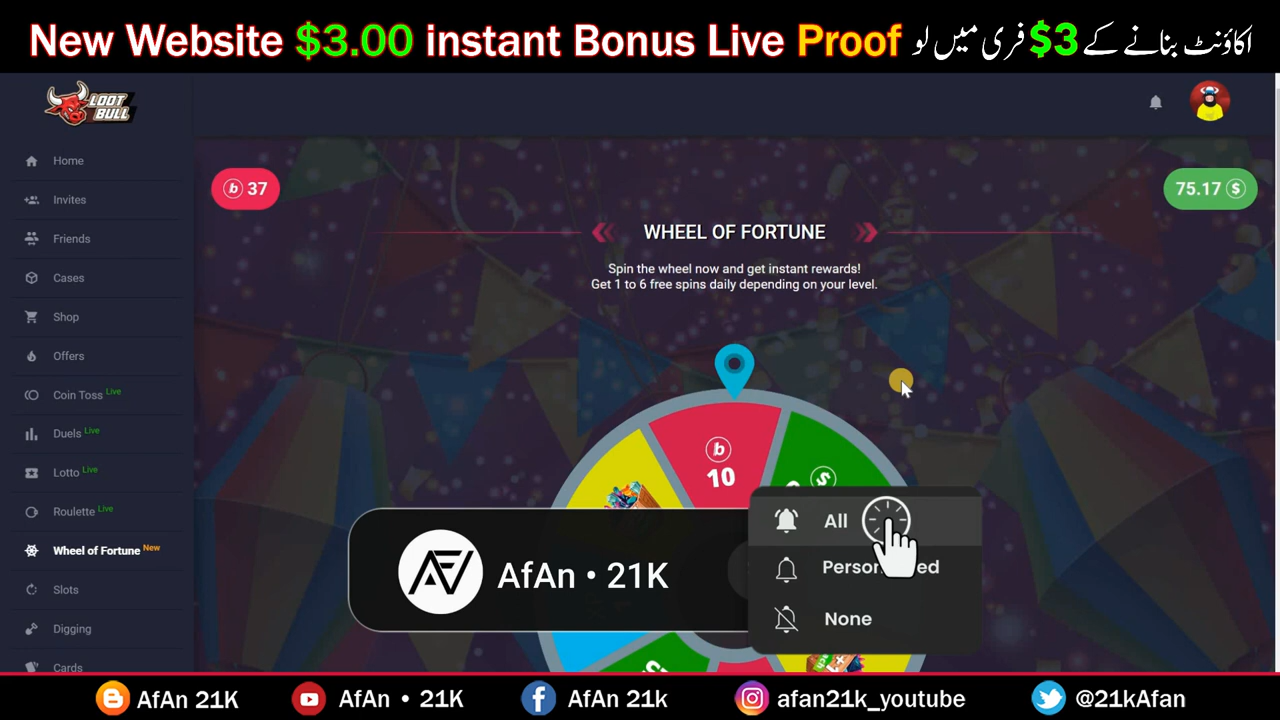 New Website $3.00 instant Bonus Live Proof اکاؤنٹ بنانے کے $3 فری میں لو
LOOT
BULL
Home
Invites
Friends
Cases
Shop
Offers
Coin Toss Live
Duels Live
Lotto Live
Roulette Live
Wheel of Fortune New
Slots
Digging
Cards
b 37
75.17 $
WHEEL OF FORTUNE
Spin the wheel now and get instant rewards!
Get 1 to 6 free spins daily depending on your level.
b
10
$
AfAn • 21K
All
None
AfAn 21K
AfAn • 21K
AfAn 21k
afan21k_youtube
@21kAfan